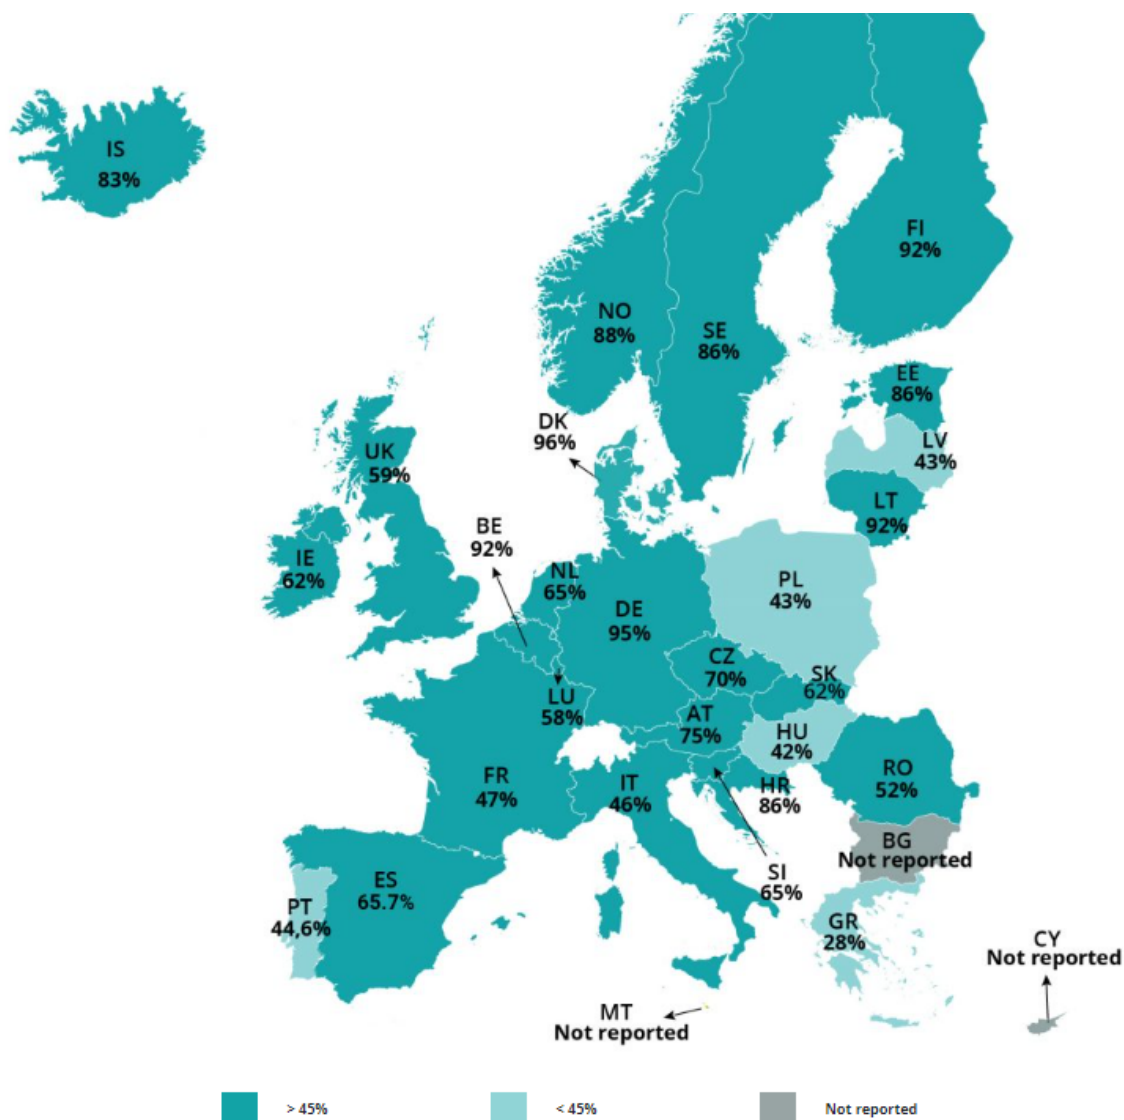 IS
83%
FI
92%
NO
88%
SE
86%
EE
86%
DK
96%
LV
43%
UK
59%
LT
92%
BE
92%
IE
62%
NL
65%
PL
43%
DE
95%
CZ
70%
SK
62%
LU
58%
AT
75%
HU
42%
RO
52%
FR
47%
IT
46%
HR
86%
BG
Not reported
SI
65%
ES
65.7%
PT
44,6%
GR
28%
CY
Not reported
MT
Not reported
> 45%
< 45%
Not reported